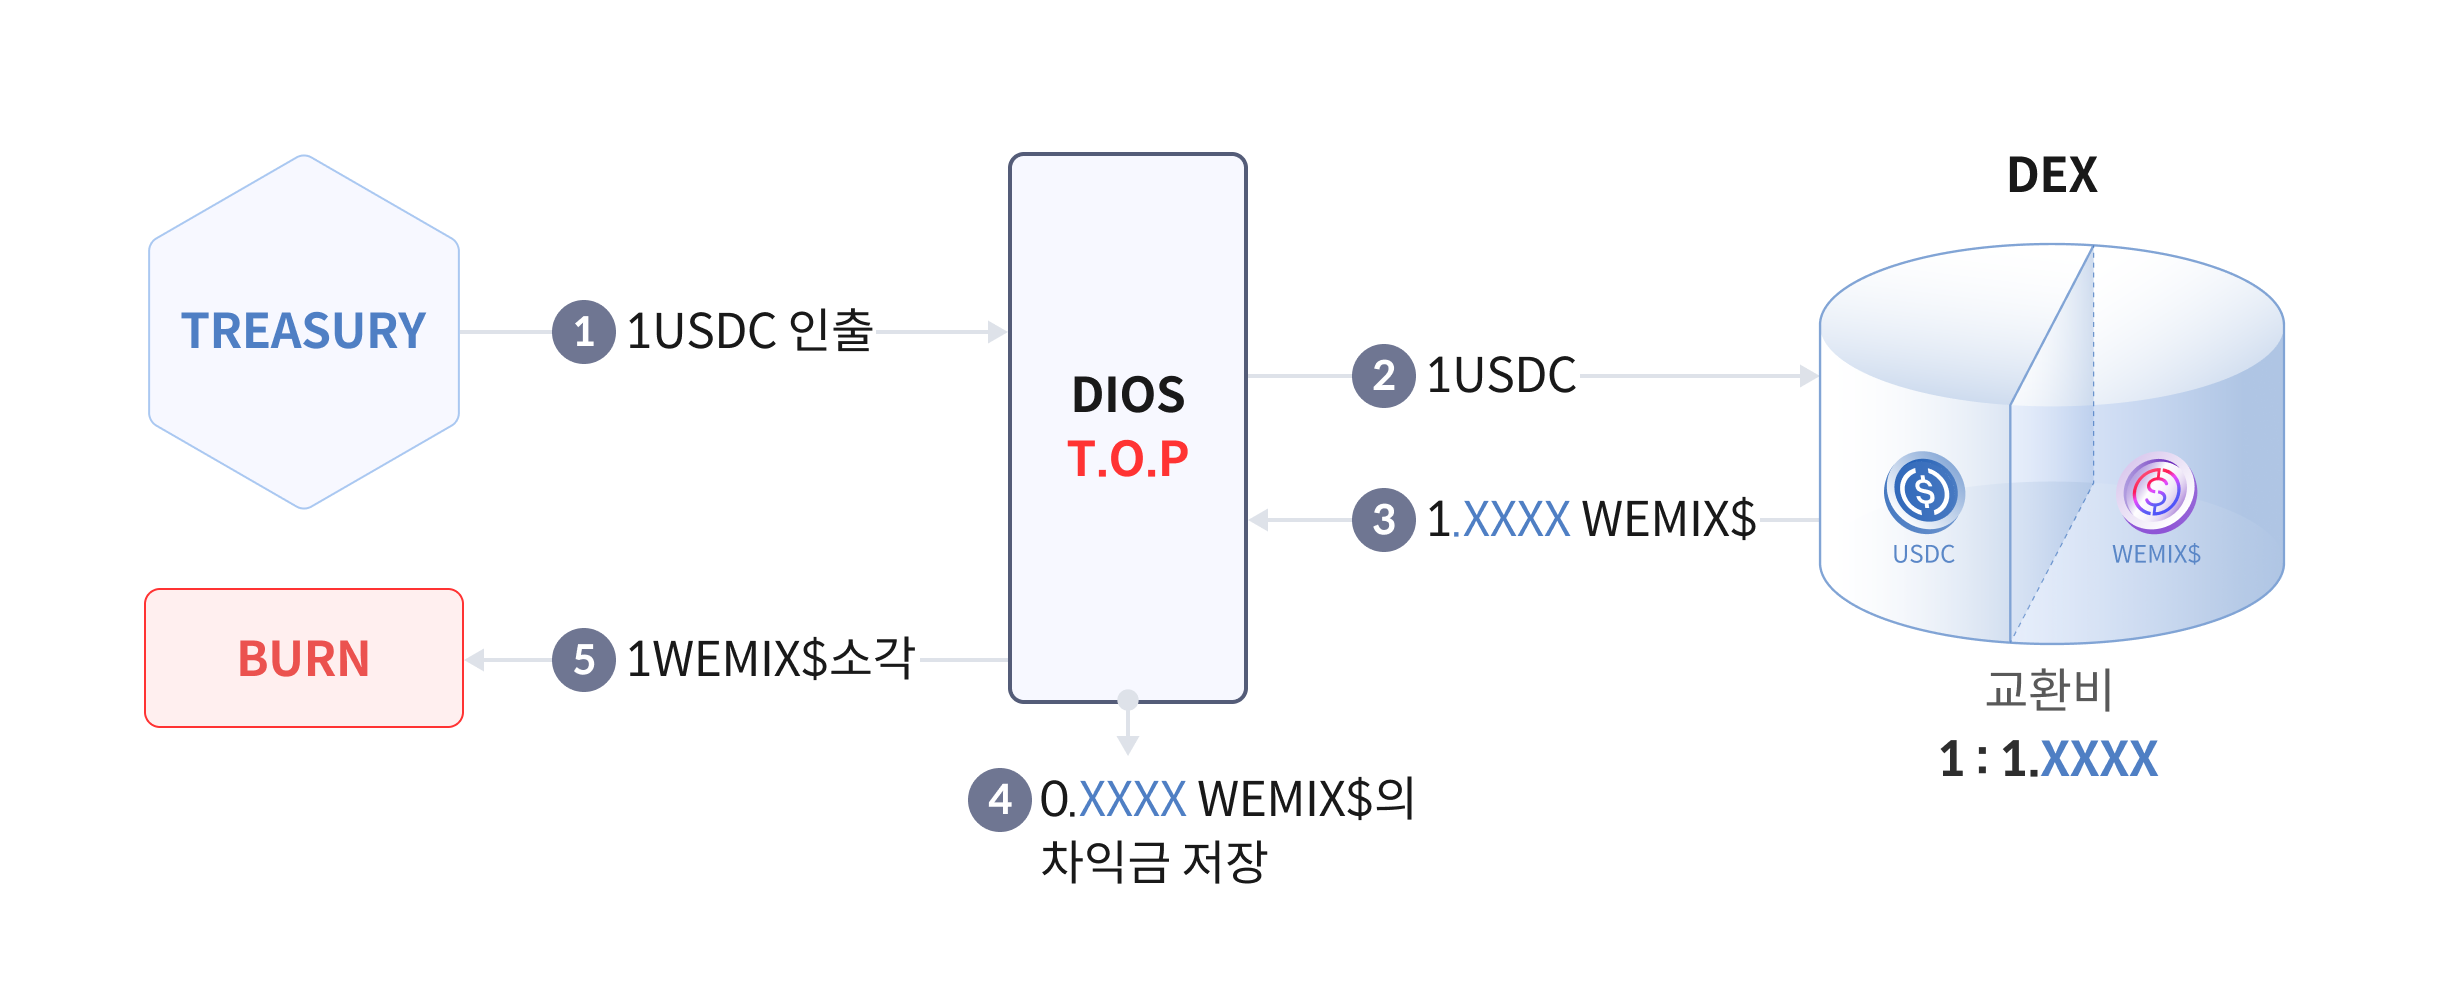 TREASURY
1 1USDC 인출
DIOS
T.O.P
2 1USDC
3 1.XXXX WEMIX$
DEX
USDC
WEMIX$
교환비
1 : 1.XXXX
4 0.XXXX WEMIX$의
차익금 저장
5 1WEMIX$소각
BURN